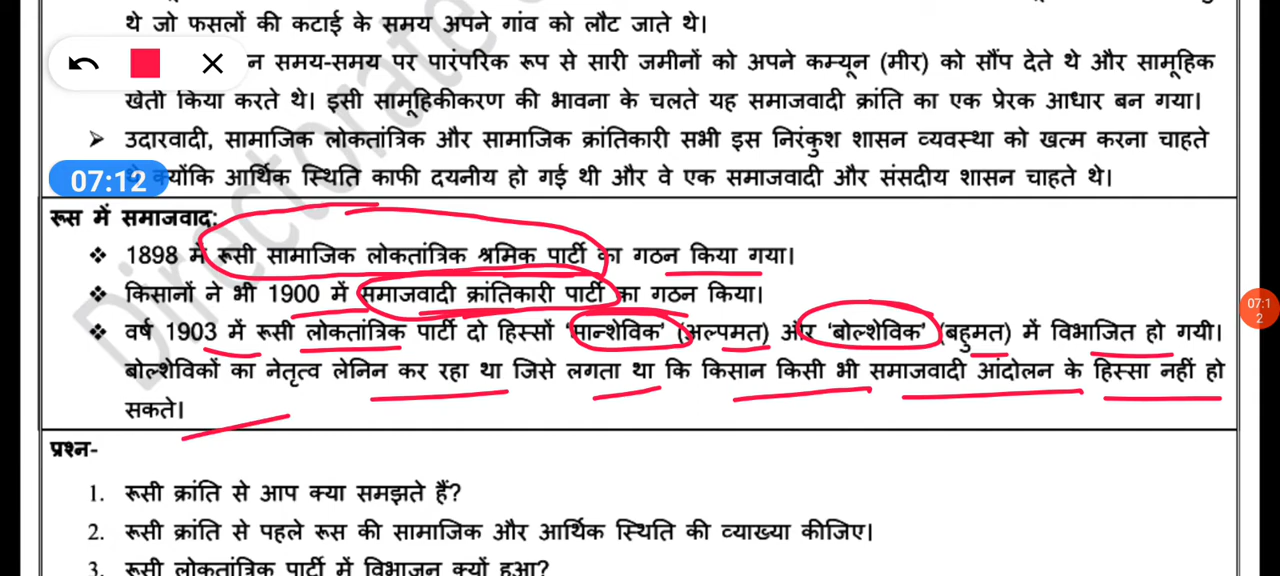 थे जो फसलों की कटाई के समय अपने गांव को लौट जाते थे।
न समय-समय पर पारंपरिक रूप से सारी जमीनों को अपने कम्यून (मीर) को सौंप देते थे और सामूहिक
खेती किया करते थे। इसी सामूहिकीकरण की भावना के चलते यह समाजवादी क्रांति का एक प्रेरक आधार बन गया।
➤ उदारवादी, सामाजिक लोकतांत्रिक और सामाजिक क्रांतिकारी सभी इस निरंकुश शासन व्यवस्था को खत्म करना चाहते
07:12 क्योंकि आर्थिक स्थिति काफी दयनीय हो गई थी और वे एक समाजवादी और संसदीय शासन चाहते थे।
रूस में समाजवाद:
❖ 1898 में रूसी सामाजिक लोकतांत्रिक श्रमिक पार्टी का गठन किया गया।
❖ किसानों ने भी 1900 में समाजवादी क्रांतिकारी पार्टी का गठन किया।
07:12
❖ वर्ष 1903 में रूसी लोकतांत्रिक पार्टी दो हिस्सों 'मान्शेविक' (अल्पमत) और 'बोल्शेविक' (बहुमत) में विभाजित हो गयी।
बोल्शेविकों का नेतृत्व लेनिन कर रहा था जिसे लगता था कि किसान किसी भी समाजवादी आंदोलन के हिस्सा नहीं हो
सकते।
प्रश्न-
1. रूसी क्रांति से आप क्या समझते हैं?
2. रूसी क्रांति से पहले रूस की सामाजिक और आर्थिक स्थिति की व्याख्या कीजिए।
3. रूसी लोकतांत्रिक पार्टी में विभाजन क्यों हुआ?
Directorate